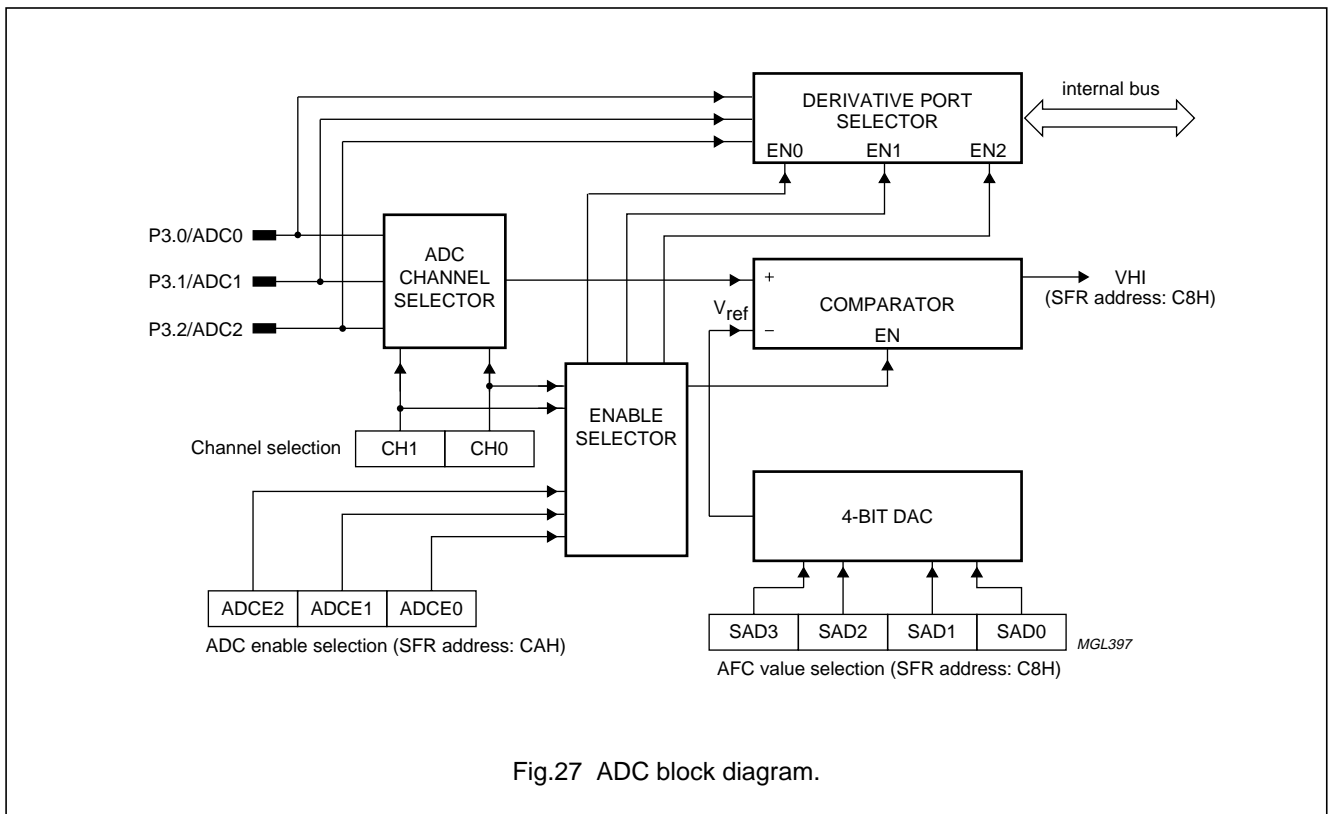 DERIVATIVE PORT
SELECTOR
EN0 EN1 EN2
internal bus
P3.0/ADC0
P3.1/ADC1
P3.2/ADC2
ADC
CHANNEL
SELECTOR
+
Vref
−
COMPARATOR
EN
VHI
(SFR address: C8H)
ENABLE
SELECTOR
Channel selection
CH1 CH0
4-BIT DAC
ADCE2 ADCE1 ADCE0
ADC enable selection (SFR address: CAH)
SAD3 SAD2 SAD1 SAD0
MGL397
AFC value selection (SFR address: C8H)
Fig.27 ADC block diagram.